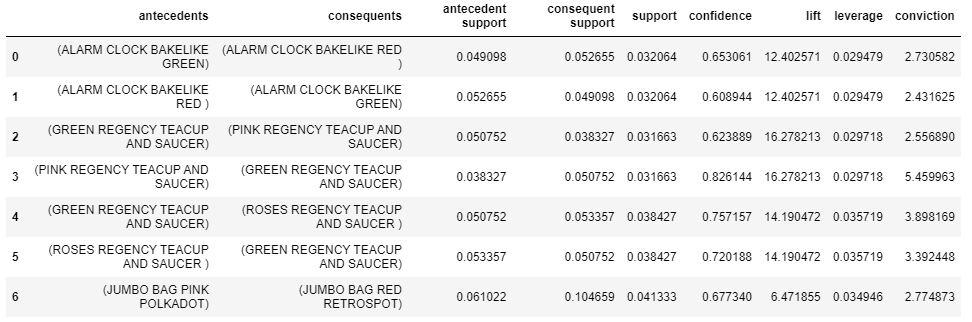 antecedents consequents antecedent support consequent support support confidence lift leverage conviction
0 (ALARM CLOCK BAKELIKE GREEN) (ALARM CLOCK BAKELIKE RED ) 0.049098 0.052655 0.032064 0.653061 12.402571 0.029479 2.730582
1 (ALARM CLOCK BAKELIKE RED ) (ALARM CLOCK BAKELIKE GREEN) 0.052655 0.049098 0.032064 0.608944 12.402571 0.029479 2.431625
2 (GREEN REGENCY TEACUP AND SAUCER) (PINK REGENCY TEACUP AND SAUCER) 0.050752 0.038327 0.031663 0.623889 16.278213 0.029718 2.556890
3 (PINK REGENCY TEACUP AND SAUCER) (GREEN REGENCY TEACUP AND SAUCER) 0.038327 0.050752 0.031663 0.826144 16.278213 0.029718 5.459963
4 (GREEN REGENCY TEACUP AND SAUCER) (ROSES REGENCY TEACUP AND SAUCER ) 0.050752 0.053357 0.038427 0.757157 14.190472 0.035719 3.898169
5 (ROSES REGENCY TEACUP AND SAUCER ) (GREEN REGENCY TEACUP AND SAUCER) 0.053357 0.050752 0.038427 0.720188 14.190472 0.035719 3.392448
6 (JUMBO BAG PINK POLKADOT) (JUMBO BAG RED RETROSPOT) 0.061022 0.104659 0.041333 0.677340 6.471855 0.034946 2.774873